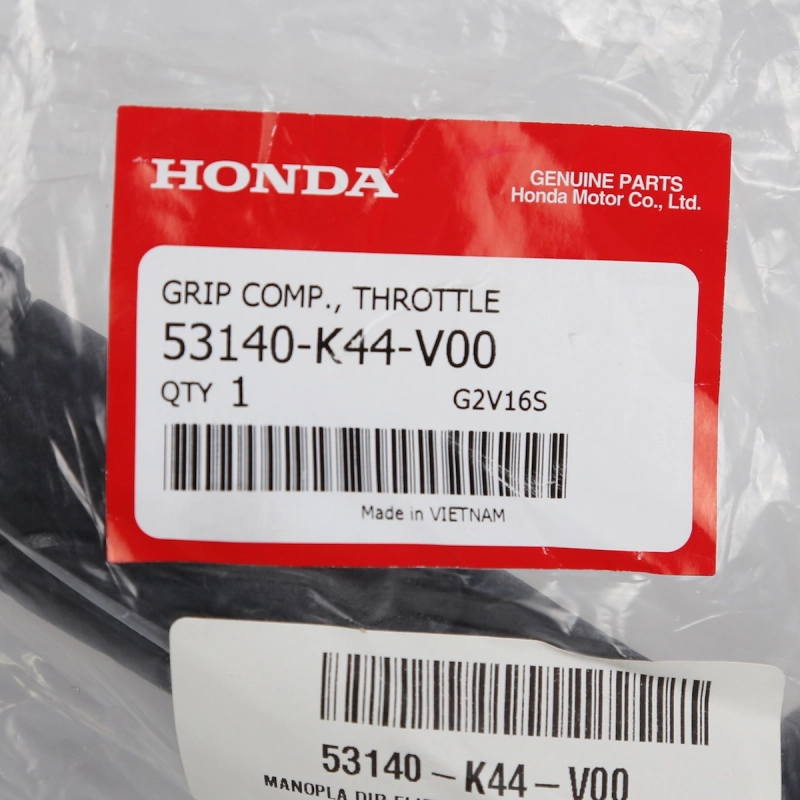 HONDA
GENUINE PARTS
Honda Motor Co., Ltd.
GRIP COMP., THROTTLE
53140-K44-V00
QTY 1 G2V16S
Made in VIETNAM
53140-K44-V00
MANOPLA